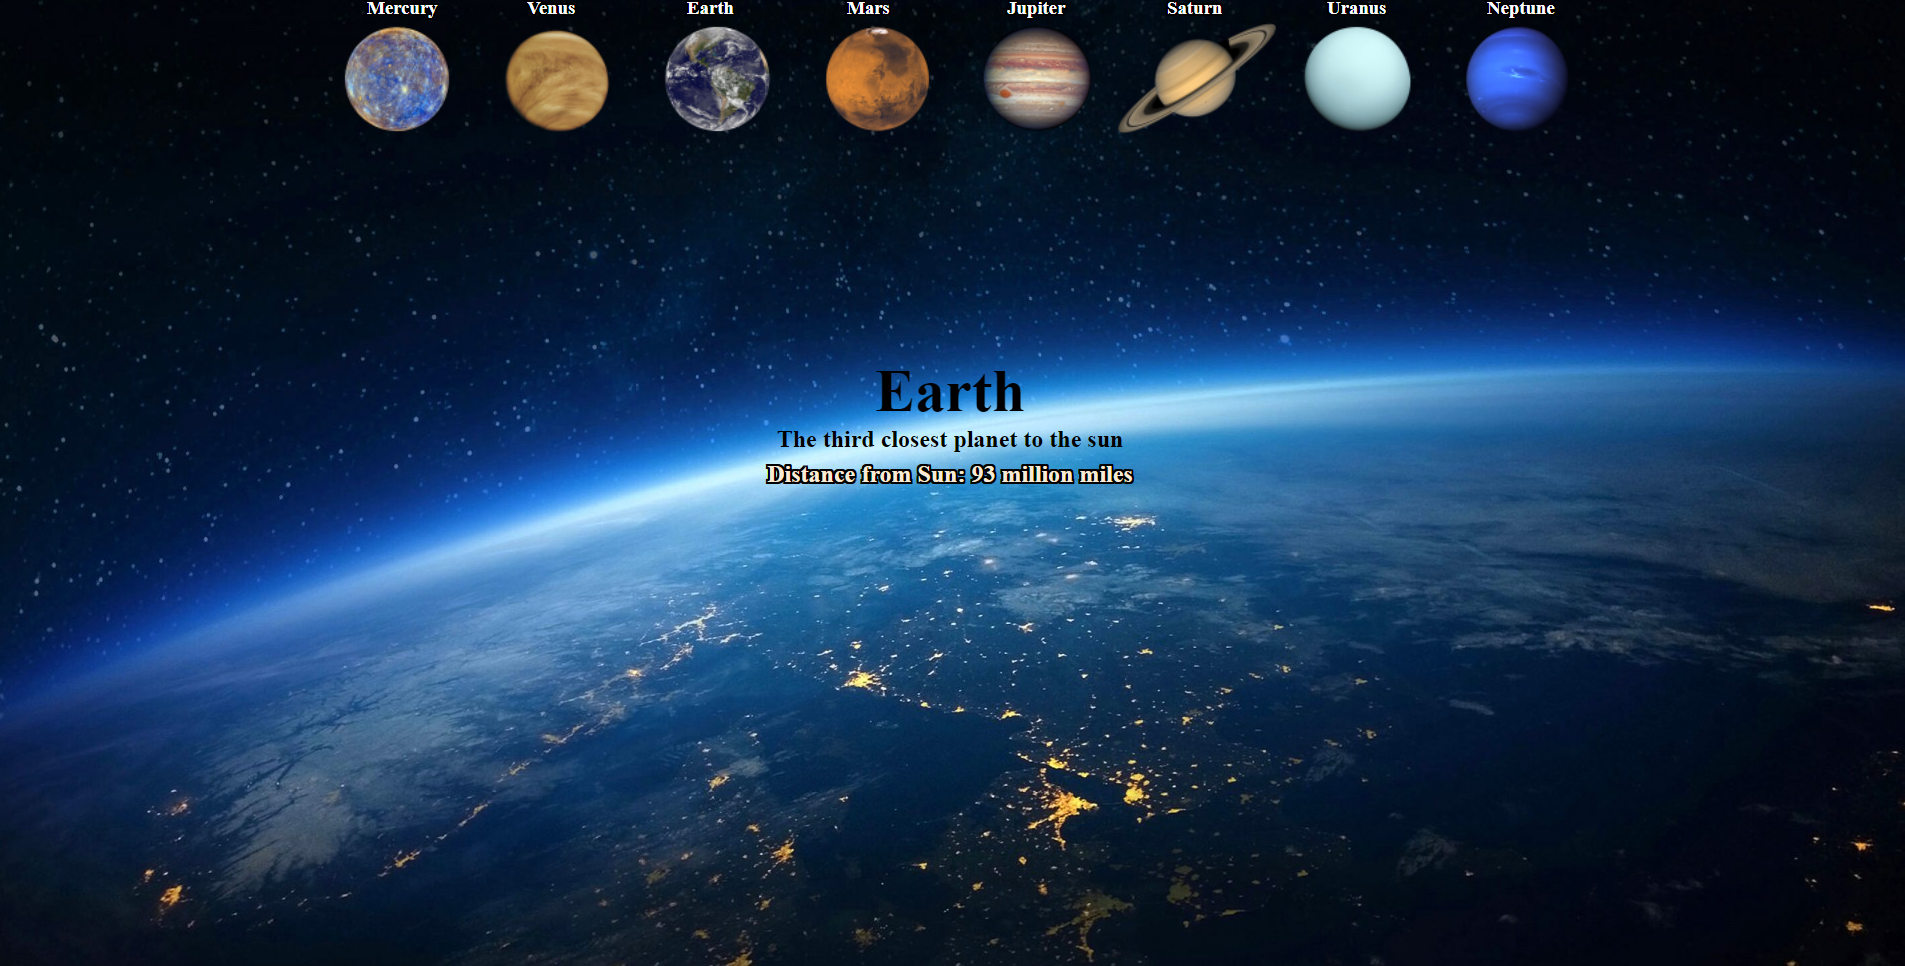 Mercury Venus Earth Mars Jupiter Saturn Uranus Neptune
Earth
The third closest planet to the sun
Distance from Sun: 93 million miles